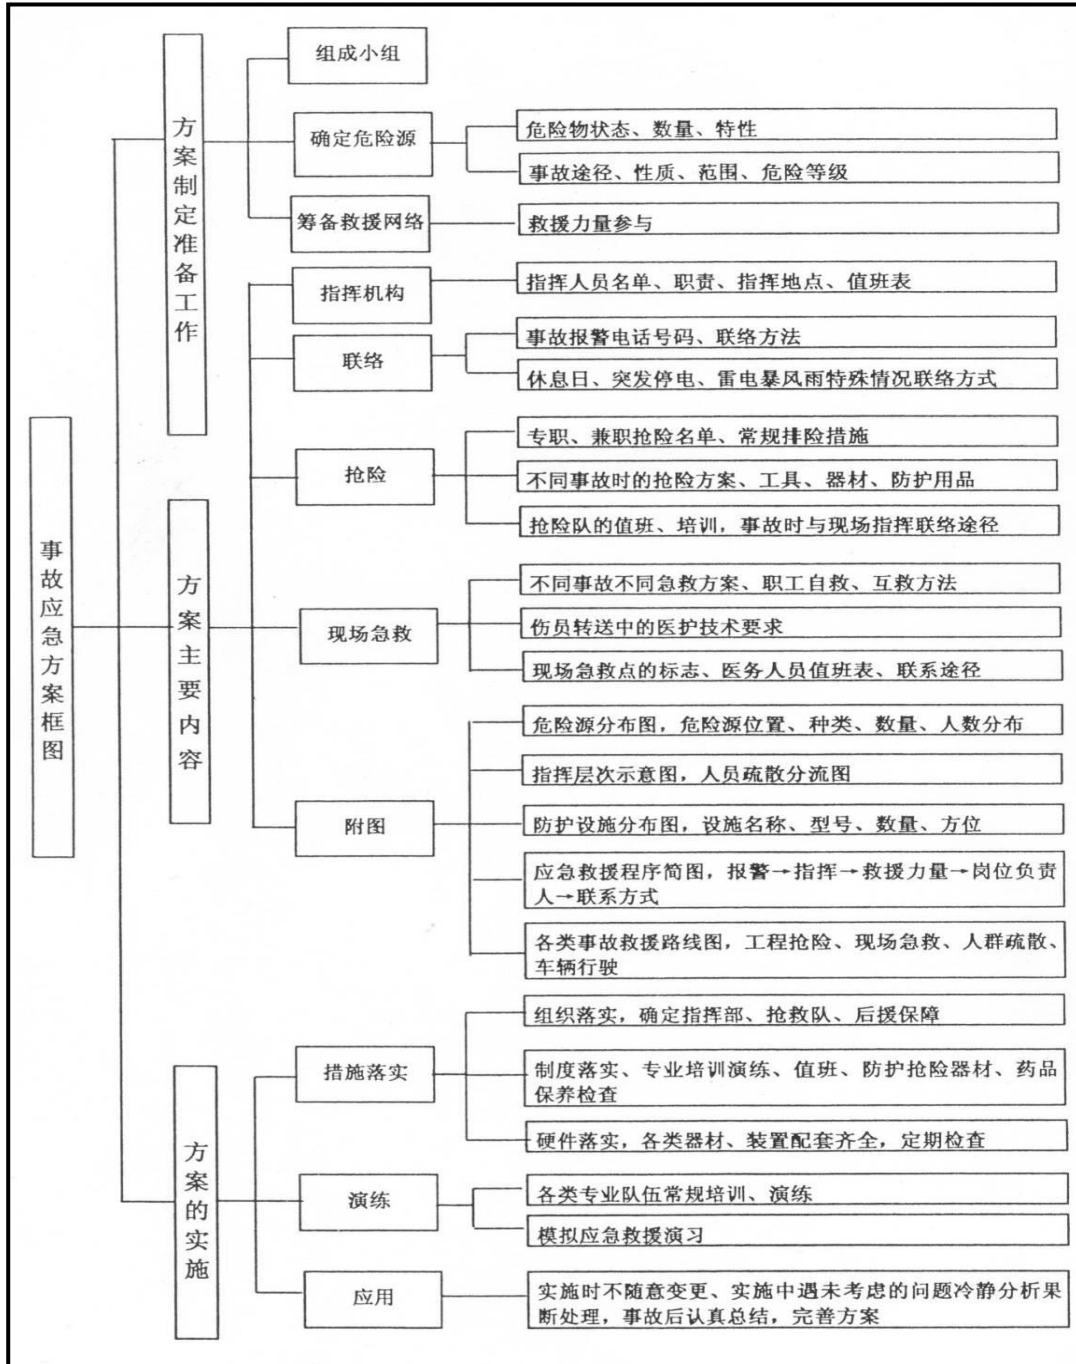 事故应急方案框图
方案制定准备工作
组成小组
确定危险源
危险物状态、数量、特性
事故途径、性质、范围、危险等级
筹备救援网络
救援力量参与
方案主要内容
指挥机构
指挥人员名单、职责、指挥地点、值班表
联络
事故报警电话号码、联络方法
休息日、突发停电、雷电暴风雨特殊情况联络方式
抢险
专职、兼职抢险名单、常规排险措施
不同事故时的抢险方案、工具、器材、防护用品
抢险队的值班、培训，事故时与现场指挥联络途径
现场急救
不同事故不同急救方案、职工自救、互救方法
伤员转送中的医护技术要求
现场急救点的标志、医务人员值班表、联系途径
附图
危险源分布图，危险源位置、种类、数量、人数分布
指挥层次示意图，人员疏散分流图
防护设施分布图，设施名称、型号、数量、方位
应急救援程序简图，报警→指挥→救援力量→岗位负责
人→联系方式
各类事故救援路线图，工程抢险、现场急救、人群疏散、
车辆行驶
方案的实施
措施落实
组织落实，确定指挥部、抢救队、后援保障
制度落实、专业培训演练、值班、防护抢险器材、药品
保养检查
硬件落实，各类器材、装置配套齐全，定期检查
演练
各类专业队伍常规培训、演练
模拟应急救援演习
应用
实施时不随意变更、实施中遇未考虑的问题冷静分析果
断处理，事故后认真总结，完善方案